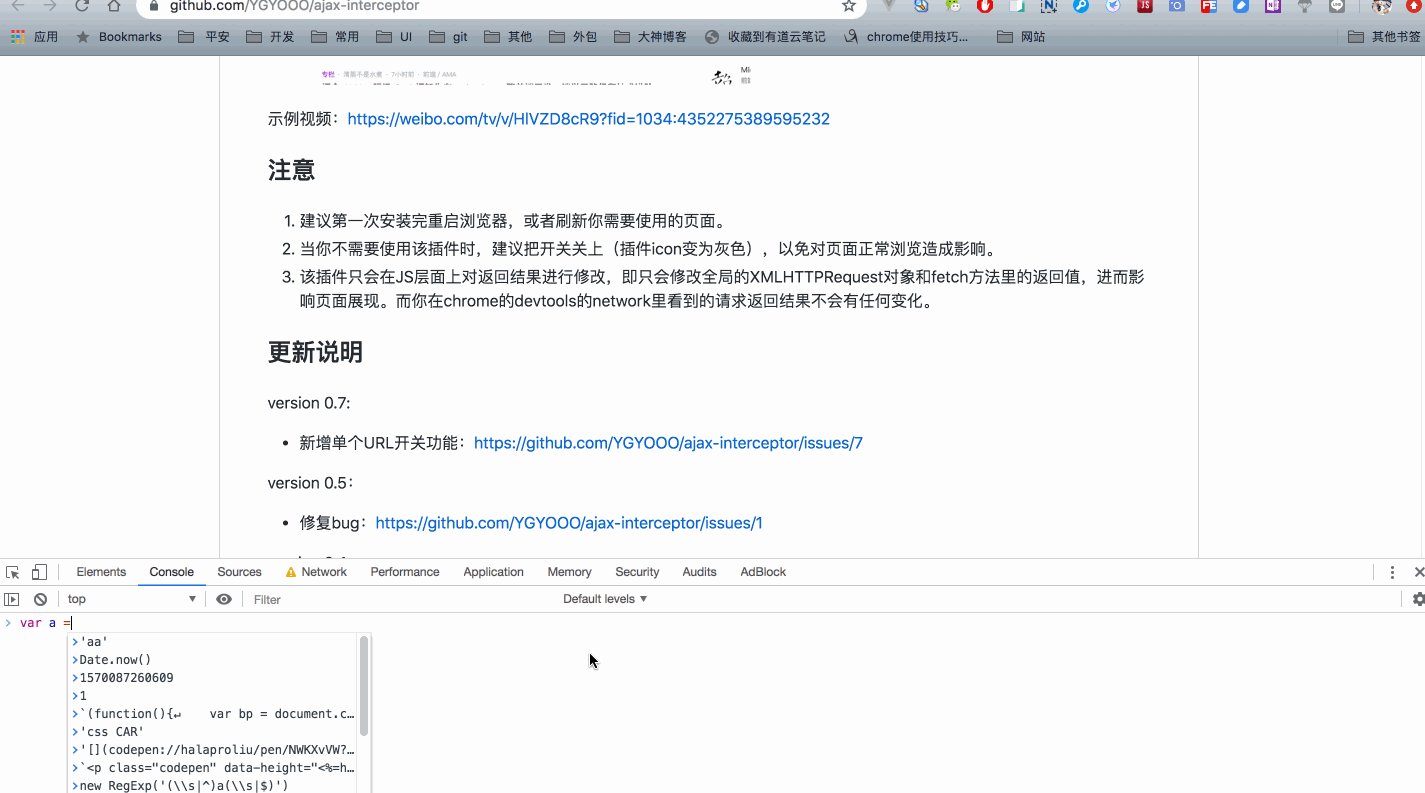 github.com/YGYOOO/ajax-interceptor
应用 Bookmarks 平安 开发 常用 UI git 其他 外包 大神博客 收藏到有道云笔记 chrome使用技巧... 网站 其他书签
专栏 · 清票不是水煮 · 7小时前 · 前端 / AMA
示例视频：https://weibo.com/tv/v/HlVZD8cR9?fid=1034:4352275389595232
注意
1. 建议第一次安装完重启浏览器，或者刷新你需要使用的页面。
2. 当你不需要使用该插件时，建议把开关关上（插件icon变为灰色），以免对页面正常浏览造成影响。
3. 该插件只会在JS层面上对返回结果进行修改，即只会修改全局的XMLHTTPRequest对象和fetch方法里的返回值，进而影
响页面展现。而你在chrome的devtools的network里看到的请求返回结果不会有任何变化。
更新说明
version 0.7:
• 新增单个URL开关功能：https://github.com/YGYOOO/ajax-interceptor/issues/7
version 0.5：
• 修复bug：https://github.com/YGYOOO/ajax-interceptor/issues/1
Elements Console Sources Network Performance Application Memory Security Audits AdBlock
top Filter Default levels
> var a =
>'aa'
>Date.now()
>1570087260609
>1
>`(function(){↵    var bp = document.c…
>'css CAR'
>'[](codepen://halaproliu/pen/NWKXvVW?…
>`<p class="codepen" data-height="<%=h…
>new RegExp('(\\s|^)a(\\s|$)')